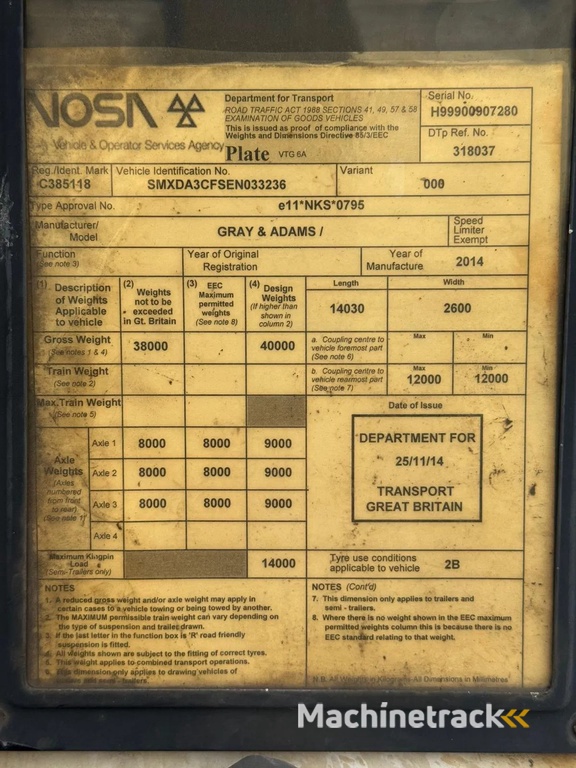 VOSA
Vehicle & Operator Services Agency
Department for Transport
ROAD TRAFFIC ACT 1988 SECTIONS 41, 49, 57 & 58
EXAMINATION OF GOODS VEHICLES
This is issued as proof of compliance with the
Weights and Dimensions Directive 85/3/EEC
Plate VTG 6A
Serial No.
H99900907280
DTp Ref. No.
318037
Reg./Ident. Mark
C385118
Vehicle Identification No.
SMXDA3CFSEN033236
Variant
000
Type Approval No.
e11*NKS*0795
Manufacturer/
Model
GRAY & ADAMS /
Speed
Limiter
Exempt
Function
(See note 3)
Year of Original
Registration
Year of
Manufacture
2014
(1) Description
of Weights
Applicable
to vehicle
(2) Weights
not to be
exceeded
in Gt. Britain
(3) EEC
Maximum
permitted
weights
(See note 8)
(4) Design
Weights
(If higher than
shown in
column 2)
Length
14030
Width
2600
Gross Weight
(See notes 1 & 4)
38000
40000
a. Coupling centre to
vehicle foremost part
(See note 6)
Max
Min
Train Weight
(See note 2)
b. Coupling centre to
vehicle rearmost part
(See note 7)
Max
12000
Min
12000
Max.Train Weight
(See note 5)
Axle
Weights
(Axles
numbered
from front
to rear)
(See note 1)
Axle 1
8000
8000
9000
Axle 2
8000
8000
9000
Axle 3
8000
8000
9000
Axle 4
Date of Issue
DEPARTMENT FOR
25/11/14
TRANSPORT
GREAT BRITAIN
Maximum Kingpin
Load
(Semi-Trailers only)
14000
Tyre use conditions
applicable to vehicle
2B
NOTES
1. A reduced gross weight and/or axle weight may apply in
certain cases to a vehicle towing or being towed by another.
2. The MAXIMUM permissible train weight can vary depending on
the type of suspension and trailer drawn.
3. If the last letter in the function box is 'R' road friendly
suspension is fitted.
4. All Weights shown are subject to the fitting of correct tyres.
5. This weight applies to combined transport operations.
6. This dimension only applies to drawing vehicles of
NOTES (Cont'd)
7. This dimension only applies to trailers and
semi - trailers.
8. Where there is no weight shown in the EEC maximum
permitted weights column this is because there is no
EEC standard relating to that weight.
N.B. All Weights in Kilograms All Dimensions in Millimetres
Machinetrack